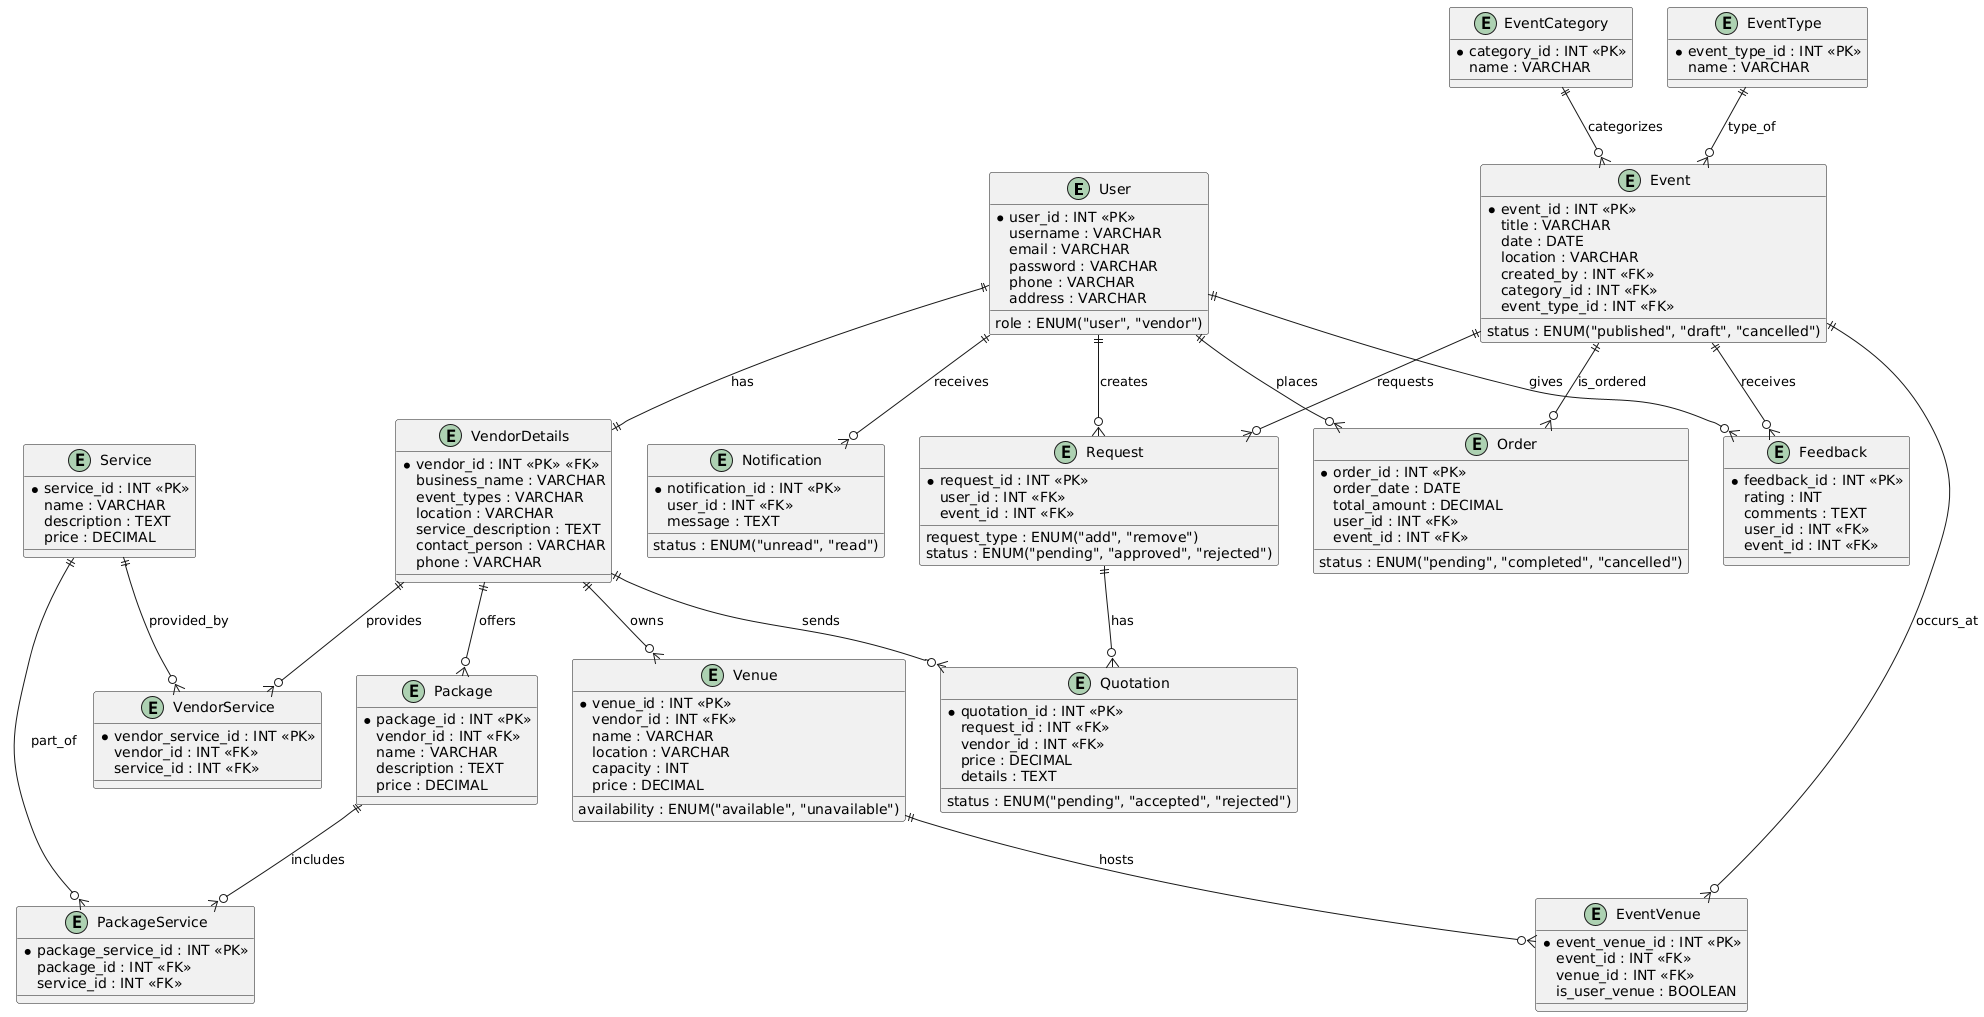 E EventCategory
* category_id : INT «PK»
name : VARCHAR
E EventType
* event_type_id : INT «PK»
name : VARCHAR
categorizes
type_of
E User
* user_id : INT «PK»
username : VARCHAR
email : VARCHAR
password : VARCHAR
phone : VARCHAR
address : VARCHAR
role : ENUM("user", "vendor")
E Event
* event_id : INT «PK»
title : VARCHAR
date : DATE
location : VARCHAR
created_by : INT «FK»
category_id : INT «FK»
event_type_id : INT «FK»
status : ENUM("published", "draft", "cancelled")
has
receives
creates
places
requests
gives
is_ordered
receives
E Service
* service_id : INT «PK»
name : VARCHAR
description : TEXT
price : DECIMAL
E VendorDetails
* vendor_id : INT «PK» «FK»
business_name : VARCHAR
event_types : VARCHAR
location : VARCHAR
service_description : TEXT
contact_person : VARCHAR
phone : VARCHAR
E Notification
* notification_id : INT «PK»
user_id : INT «FK»
message : TEXT
status : ENUM("unread", "read")
E Request
* request_id : INT «PK»
user_id : INT «FK»
event_id : INT «FK»
request_type : ENUM("add", "remove")
status : ENUM("pending", "approved", "rejected")
E Order
* order_id : INT «PK»
order_date : DATE
total_amount : DECIMAL
user_id : INT «FK»
event_id : INT «FK»
status : ENUM("pending", "completed", "cancelled")
E Feedback
* feedback_id : INT «PK»
rating : INT
comments : TEXT
user_id : INT «FK»
event_id : INT «FK»
provided_by
provides
offers
owns
sends
has
occurs_at
part_of
E VendorService
* vendor_service_id : INT «PK»
vendor_id : INT «FK»
service_id : INT «FK»
E Package
* package_id : INT «PK»
vendor_id : INT «FK»
name : VARCHAR
description : TEXT
price : DECIMAL
E Venue
* venue_id : INT «PK»
vendor_id : INT «FK»
name : VARCHAR
location : VARCHAR
capacity : INT
price : DECIMAL
availability : ENUM("available", "unavailable")
E Quotation
* quotation_id : INT «PK»
request_id : INT «FK»
vendor_id : INT «FK»
price : DECIMAL
details : TEXT
status : ENUM("pending", "accepted", "rejected")
includes
hosts
E PackageService
* package_service_id : INT «PK»
package_id : INT «FK»
service_id : INT «FK»
E EventVenue
* event_venue_id : INT «PK»
event_id : INT «FK»
venue_id : INT «FK»
is_user_venue : BOOLEAN